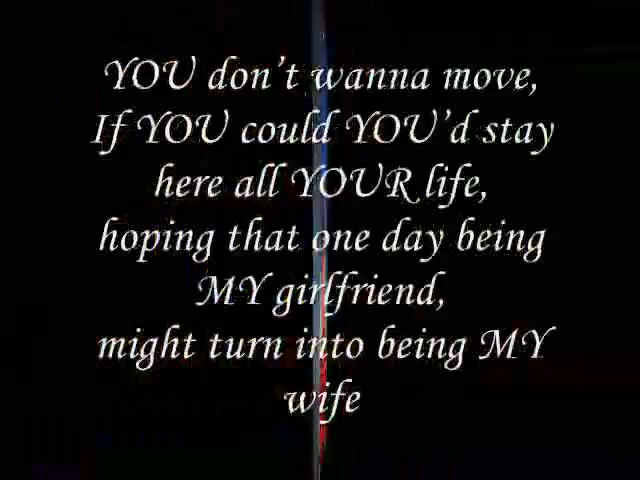 YOU don't wanna move,
If YOU could YOU'd stay
here all YOUR life,
hoping that one day being
MY girlfriend,
might turn into being MY
wife